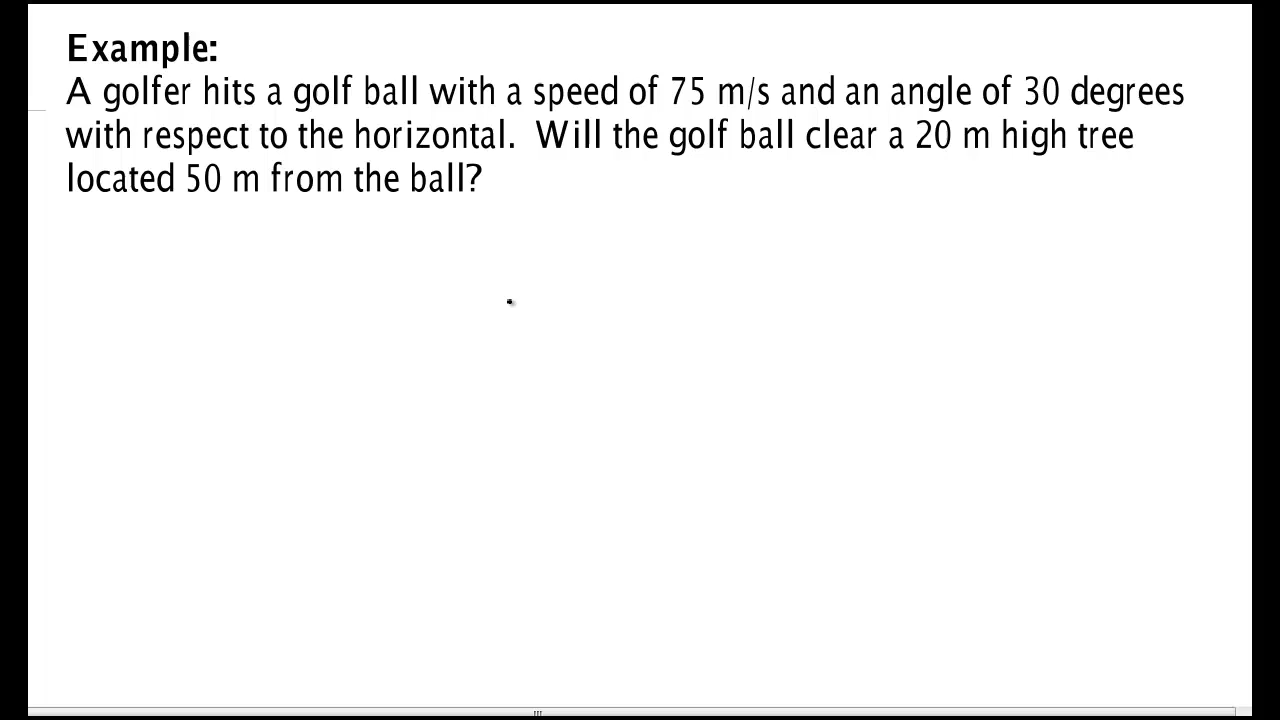 Example:
A golfer hits a golf ball with a speed of 75 m/s and an angle of 30 degrees
with respect to the horizontal.  Will the golf ball clear a 20 m high tree
located 50 m from the ball?